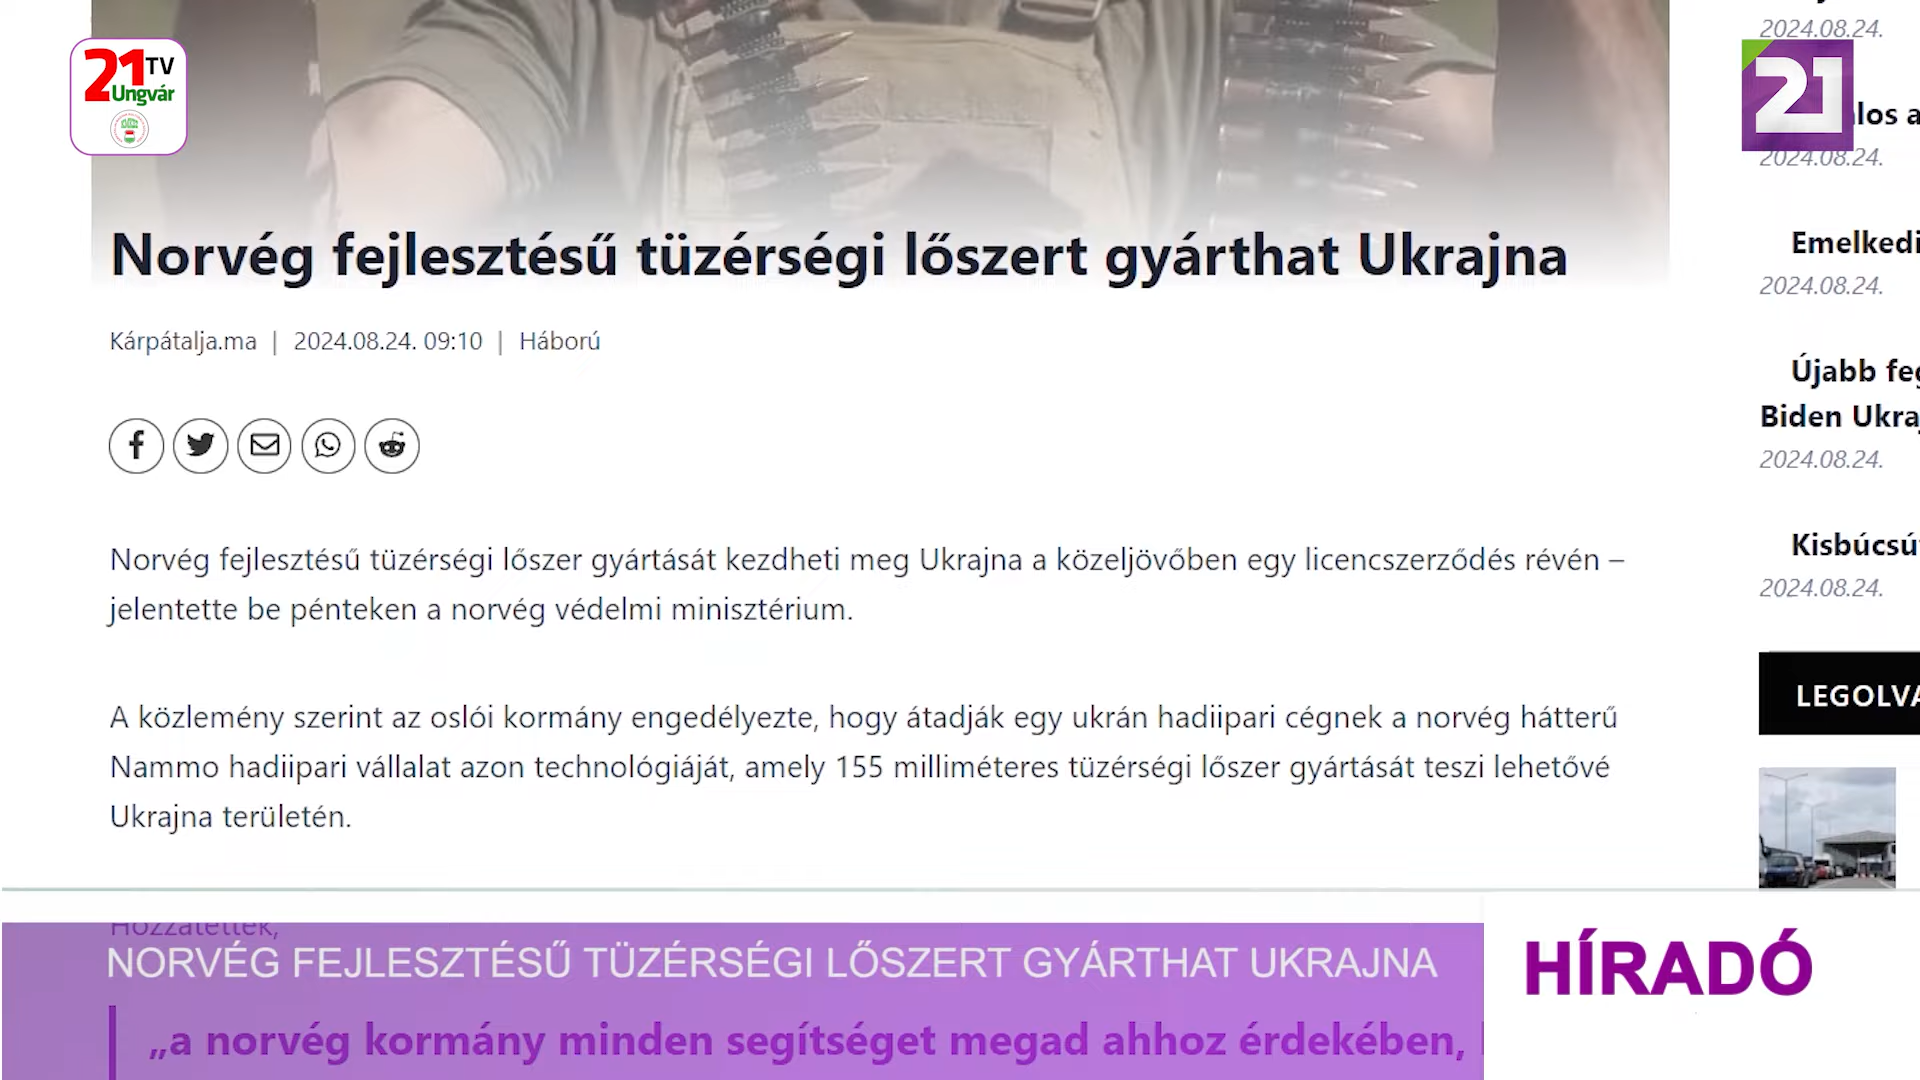 21 TV
Ungvár
21
2024.08.24.
los a
2024.08.24.
Norvég fejlesztésű tüzérségi lőszert gyárthat Ukrajna
Kárpátalja.ma | 2024.08.24. 09:10 | Háború
Emelkedi
2024.08.24.
Újabb feg
Biden Ukraj
2024.08.24.
Kisbúcsú
2024.08.24.
Norvég fejlesztésű tüzérségi lőszer gyártását kezdheti meg Ukrajna a közeljövőben egy licencszerződés révén –
jelentette be pénteken a norvég védelmi minisztérium.
A közlemény szerint az oslói kormány engedélyezte, hogy átadják egy ukrán hadiipari cégnek a norvég hátterű
Nammo hadiipari vállalat azon technológiáját, amely 155 milliméteres tüzérségi lőszer gyártását teszi lehetővé
Ukrajna területén.
LEGOLVA
Hozzátették,
NORVÉG FEJLESZTÉSŰ TÜZÉRSÉGI LŐSZERT GYÁRTHAT UKRAJNA
HÍRADÓ
„a norvég kormány minden segítséget megad ahhoz érdekében,